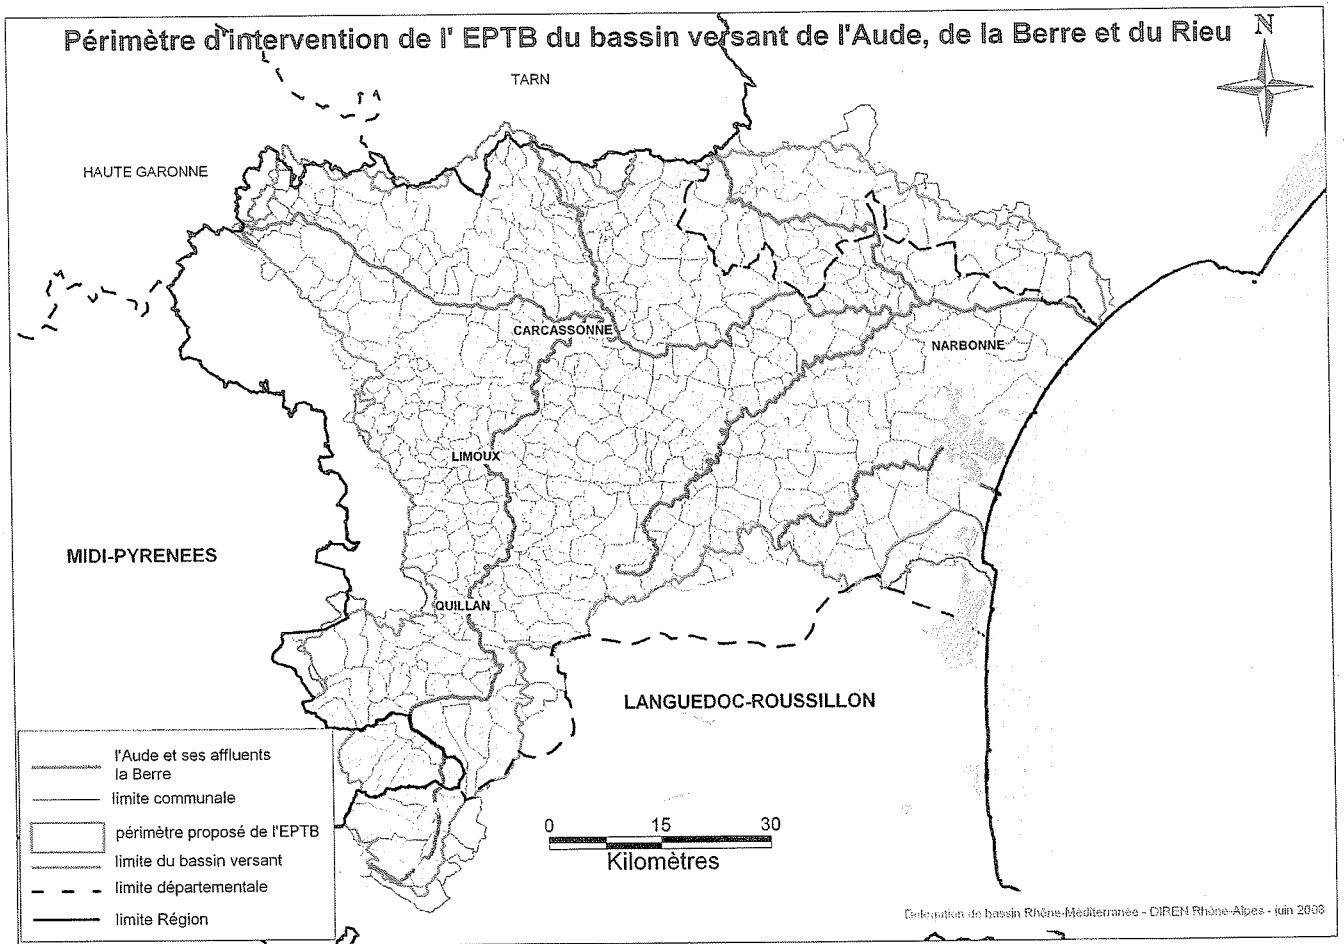 Périmètre d'intervention de l' EPTB du bassin versant de l'Aude, de la Berre et du Rieu
N
TARN
HAUTE GARONNE
CARCASSONNE
NARBONNE
LIMOUX
MIDI-PYRENEES
QUILLAN
LANGUEDOC-ROUSSILLON
l'Aude et ses affluents
la Berre
limite communale
périmètre proposé de l'EPTB
limite du bassin versant
limite départementale
limite Région
0 15 30
Kilomètres
Délégation de bassin Rhône-Méditerranée - DIREN Rhône-Alpes - juin 2008